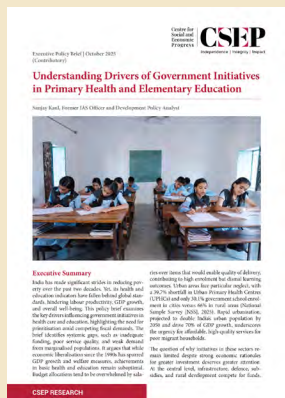 Centre for
Social and
Economic
Progress
CSEP
Independence | Integrity | Impact
Executive Policy Brief | October 2025
(Contributory)
Understanding Drivers of Government Initiatives
in Primary Health and Elementary Education
Sanjay Kaul, Former IAS Officer and Development Policy Analyst
Executive Summary
India has made significant strides in reducing pov-
erty over the past two decades. Yet, its health and
education indicators have fallen behind global stan-
dards, hindering labour productivity, GDP growth,
and overall well-being. This policy brief examines
the key drivers influencing government initiatives in
health care and education, highlighting the need for
prioritisation amid competing fiscal demands. The
brief identifies systemic gaps, such as inadequate
funding, poor service quality, and weak demand
from marginalised populations. It argues that while
economic liberalisation since the 1990s has spurred
GDP growth and welfare measures, achievements
in basic health and education remain suboptimal.
Budget allocations tend to be overwhelmed by sala-
ries over items that would enable quality of delivery,
contributing to high enrolment but dismal learning
outcomes. Urban areas face particular neglect, with
a 36.7% shortfall in Urban Primary Health Centres
(UPHCs) and only 30.1% government school enrol-
ment in cities versus 66% in rural areas (National
Sample Survey [NSS], 2025). Rapid urbanisation,
projected to double Indias urban population by
2050 and drive 70% of GDP growth, underscores
the urgency for affordable, high-quality services for
poor migrant households.
The question of why initiatives in these sectors re-
main limited despite strong economic rationales
for greater investment deserves greater attention.
At the central level, infrastructure, defence, sub-
sidies, and rural development compete for funds.
CSEP RESEARCH